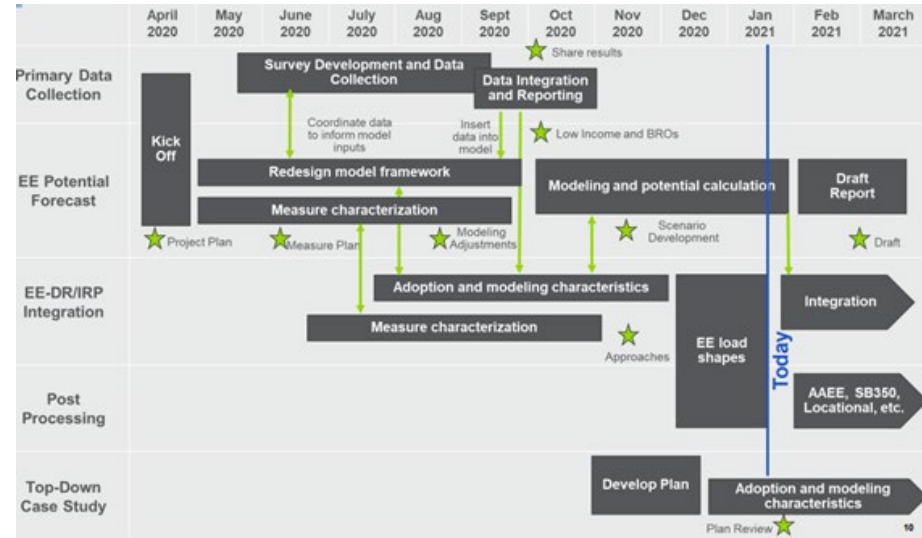 April May June July Aug Sept Oct Nov Dec Jan Feb March
2020 2020 2020 2020 2020 2020 2020 2020 2020 2021 2021 2021
Primary Data
Collection
Survey Development and Data
Collection
Share results
Data Integration
and Reporting
Kick
Off
Coordinate data
to inform model
inputs
Insert
data into
model
Low Income and BROs
EE Potential
Forecast
Redesign model framework
Measure characterization
Modeling and potential calculation
Draft
Report
Project Plan
Measure Plan
Modeling
Adjustments
Scenario
Development
Draft
EE-DR/IRP
Integration
Adoption and modeling characteristics
Measure characterization
Approaches
EE load
shapes
Today
Integration
Post
Processing
AAEE, SB350,
Locational, etc.
Top-Down
Case Study
Develop Plan
Adoption and modeling
characteristics
Plan Review
10